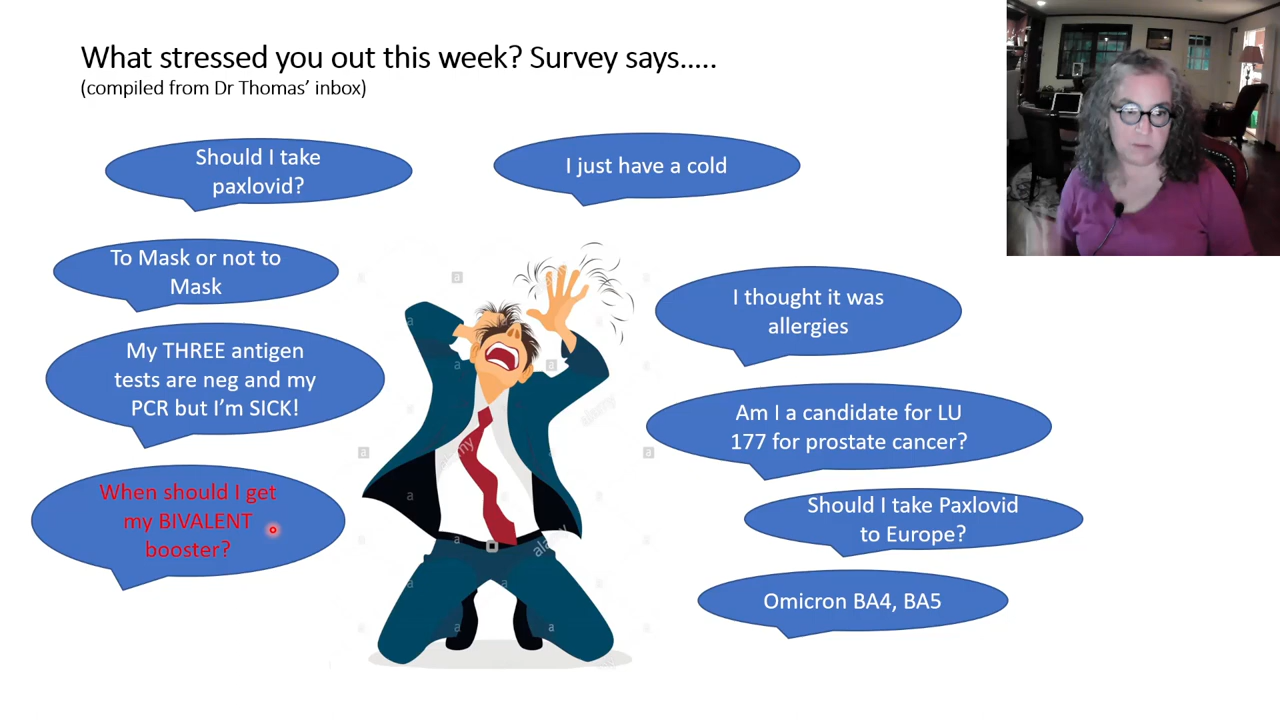 What stressed you out this week? Survey says.....
(compiled from Dr Thomas’ inbox)
Should I take
paxlovid?
I just have a cold
To Mask or not to
Mask
I thought it was
allergies
My THREE antigen
tests are neg and my
PCR but I’m SICK!
Am I a candidate for LU
177 for prostate cancer?
When should I get
my BIVALENT
booster?
Should I take Paxlovid
to Europe?
Omicron BA4, BA5
alamy
alamy
alamy